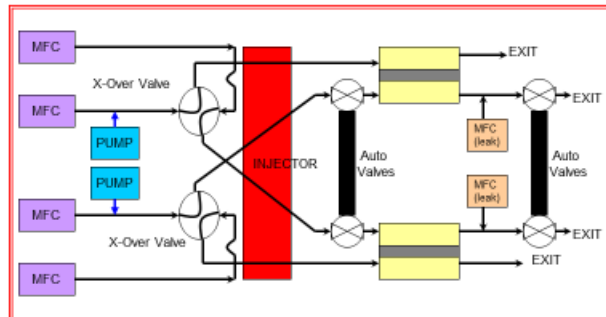 MFC
EXIT
X-Over Valve
MFC
EXIT
PUMP
MFC
(leak)
INJECTOR
Auto
Valves
Auto
Valves
PUMP
MFC
(leak)
MFC
EXIT
X-Over Valve
EXIT
MFC